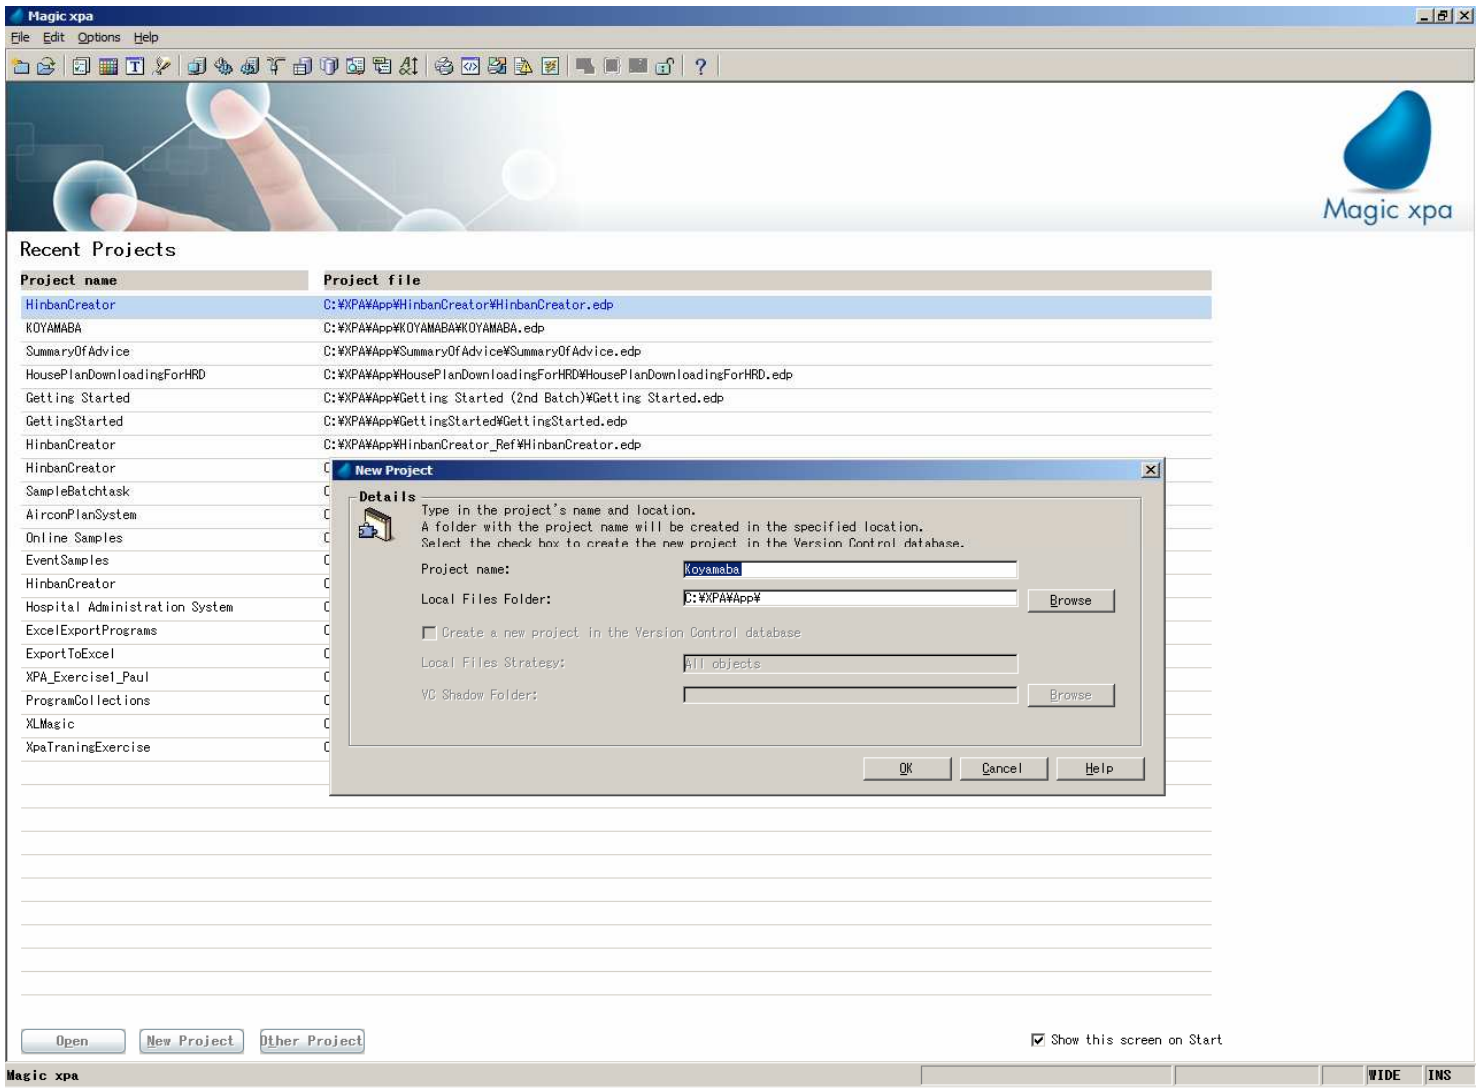 Magic xpa
File Edit Options Help
T ?
Magic xpa
Recent Projects
Project name Project file
HinbanCreator C:¥XPA¥App¥HinbanCreator¥HinbanCreator.edp
KOYAMABA C:¥XPA¥App¥KOYAMABA¥KOYAMABA.edp
SummaryOfAdvice C:¥XPA¥App¥SummaryOfAdvice¥SummaryOfAdvice.edp
HousePlanDownloadingForHRD C:¥XPA¥App¥HousePlanDownloadingForHRD¥HousePlanDownloadingForHRD.edp
Getting Started C:¥XPA¥App¥Getting Started (2nd Batch)¥Getting Started.edp
GettingStarted C:¥XPA¥App¥GettingStarted¥GettingStarted.edp
HinbanCreator C:¥XPA¥App¥HinbanCreator_Ref¥HinbanCreator.edp
HinbanCreator
SampleBatchtask
AirconPlanSystem
Online Samples
EventSamples
HinbanCreator
Hospital Administration System
ExcelExportPrograms
ExportToExcel
XPA_Exercise1_Paul
ProgramCollections
XLMagic
XpaTraningExercise
New Project
Details
Type in the project's name and location.
A folder with the project name will be created in the specified location.
Select the check box to create the new project in the Version Control database.
Project name: Koyamaba
Local Files Folder: C:¥XPA¥App¥ Browse
Create a new project in the Version Control database
Local Files Strategy: All objects
VC Shadow Folder: Browse
OK Cancel Help
Open New Project Other Project Show this screen on Start
Magic xpa WIDE INS